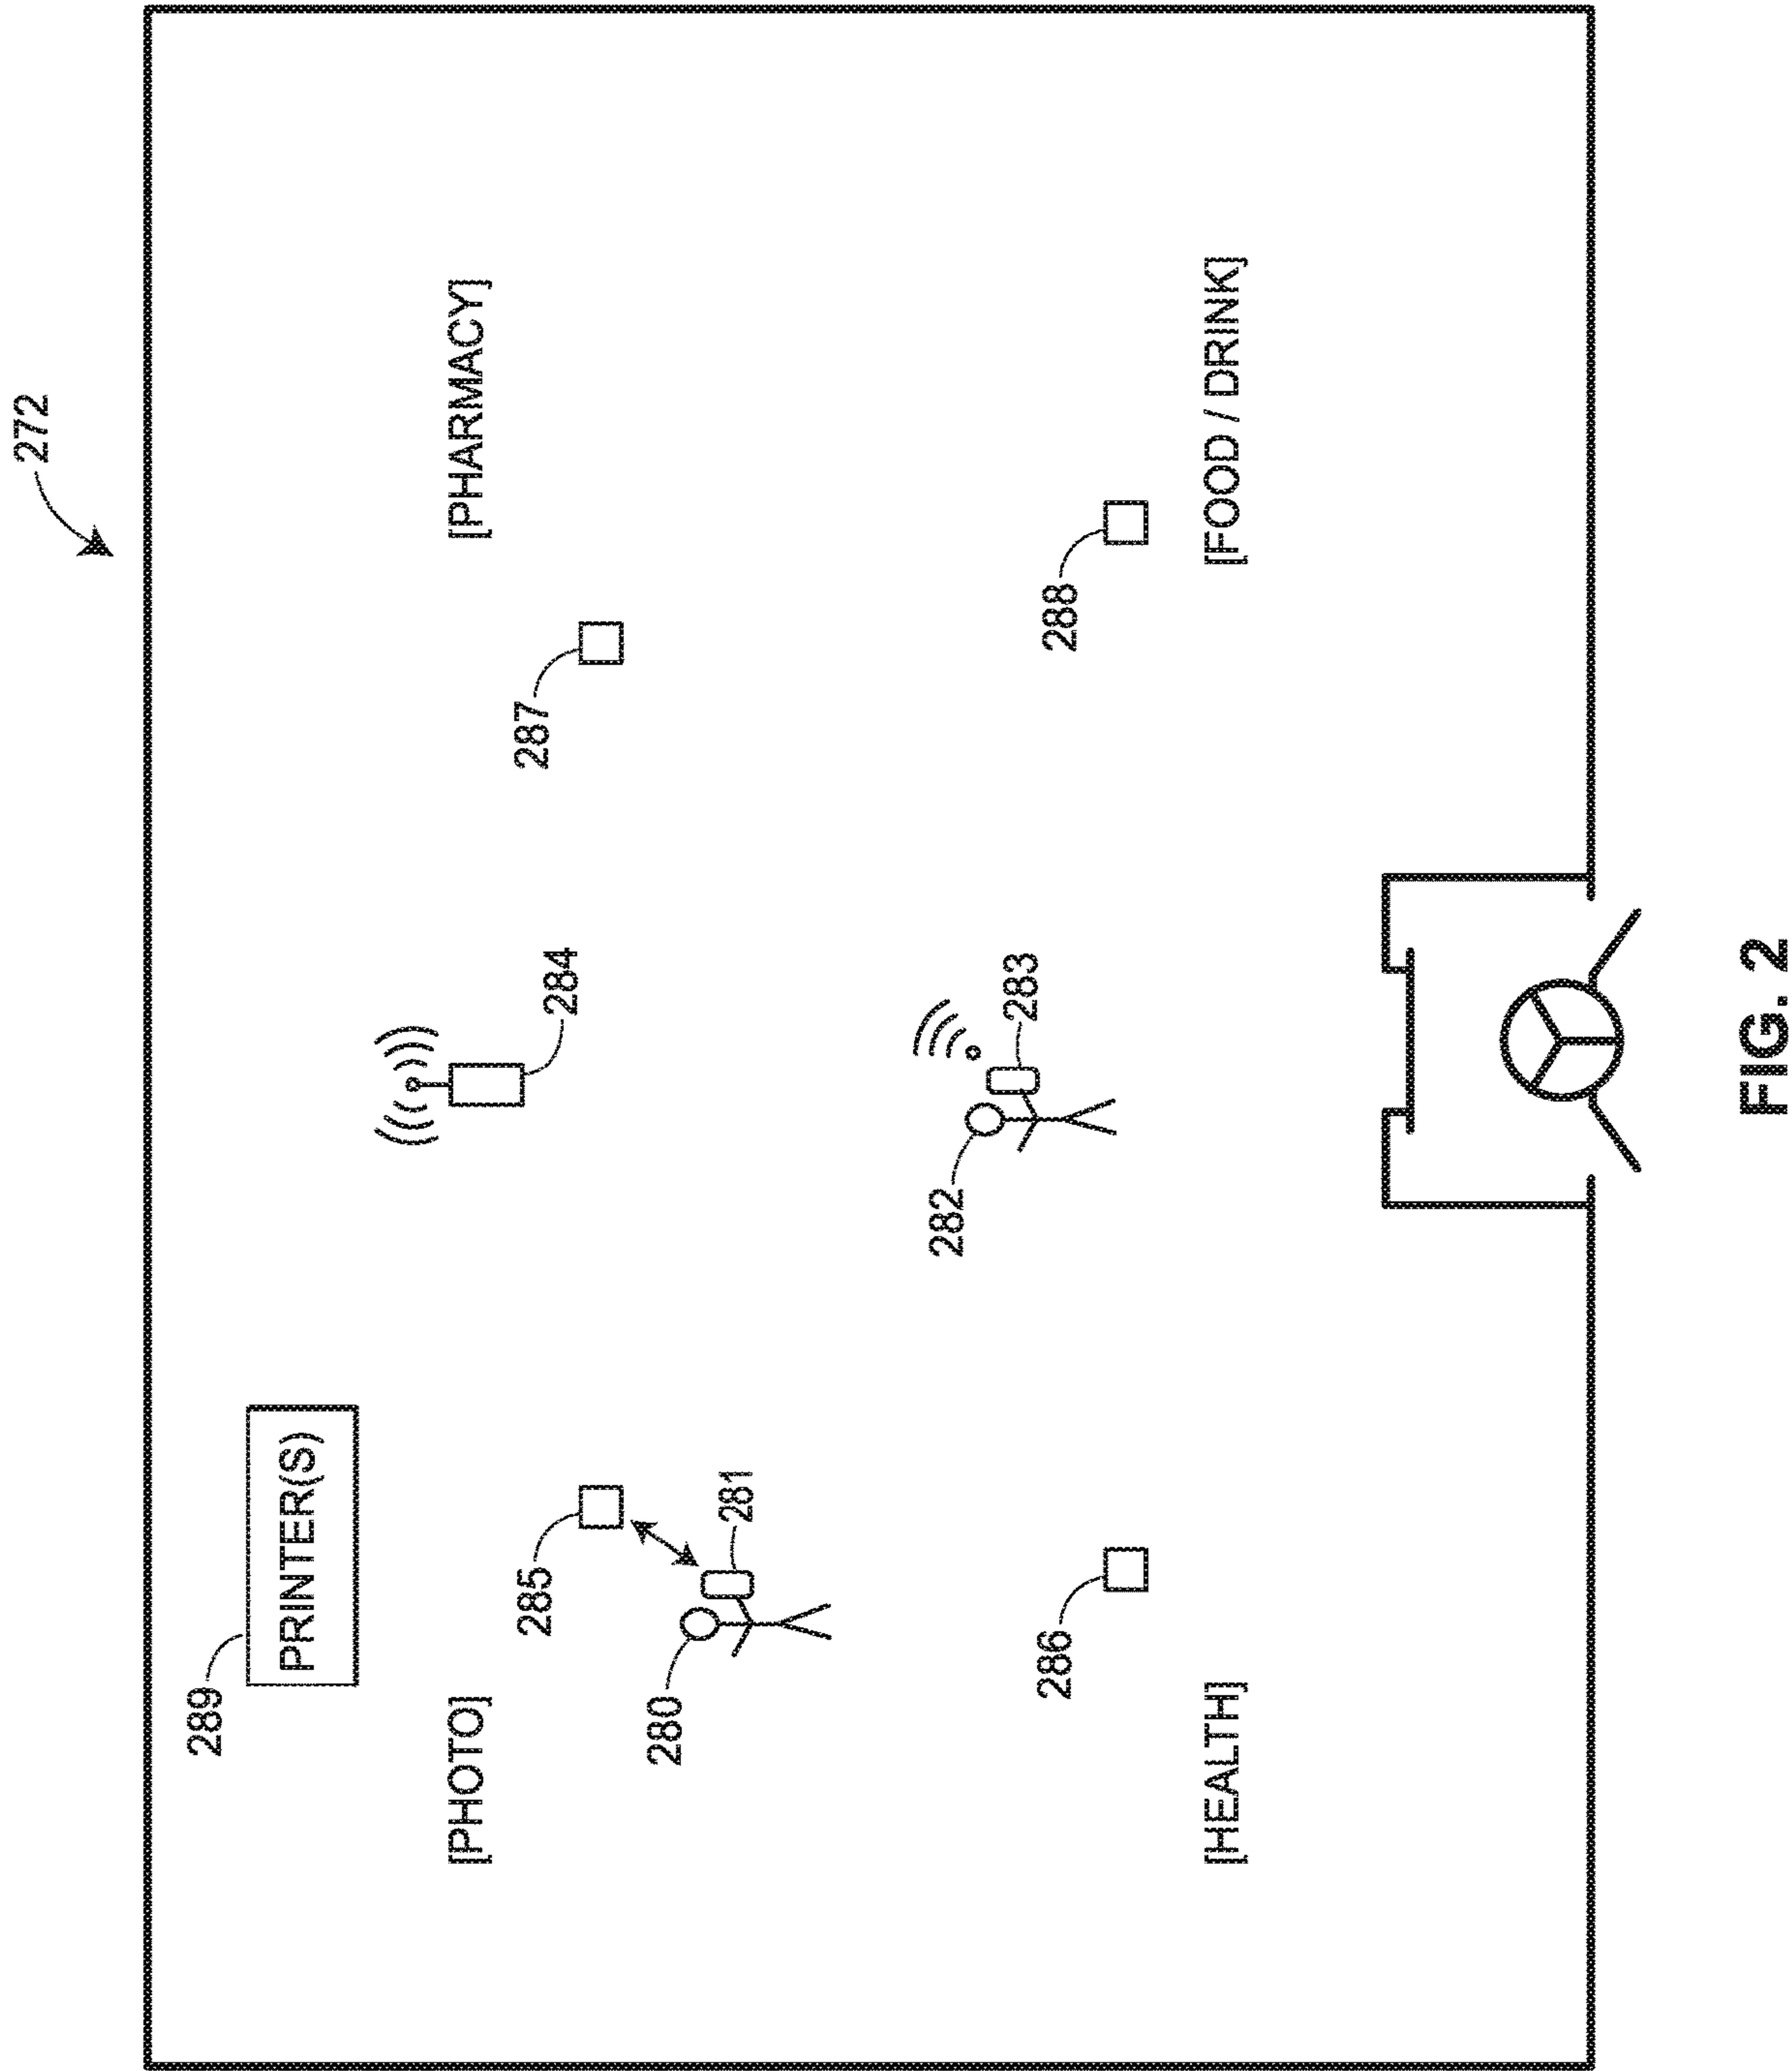 272
289
PRINTER(S)
[PHOTO]
[PHARMACY]
284
285
287
281
280
282
283
288
286
[HEALTH]
[FOOD / DRINK]
FIG. 2